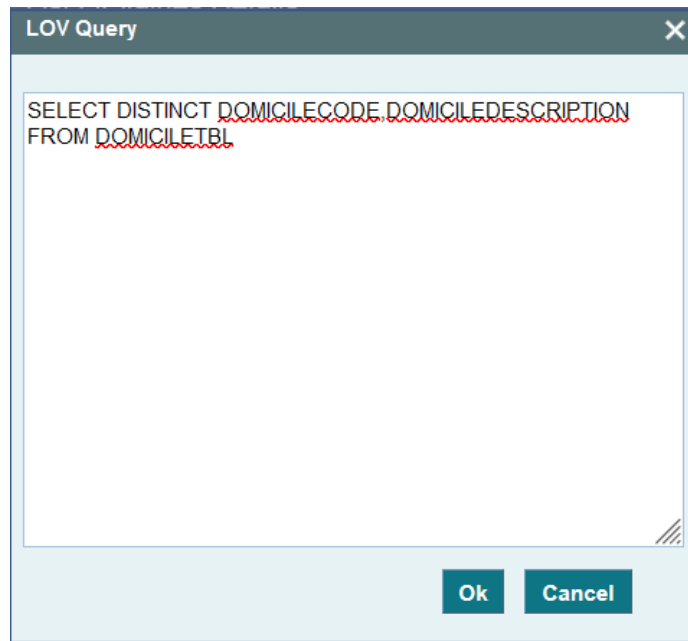 LOV Query
SELECT DISTINCT DOMICILECODE,DOMICILEDESCRIPTION
FROM DOMICILETBL
Ok
Cancel